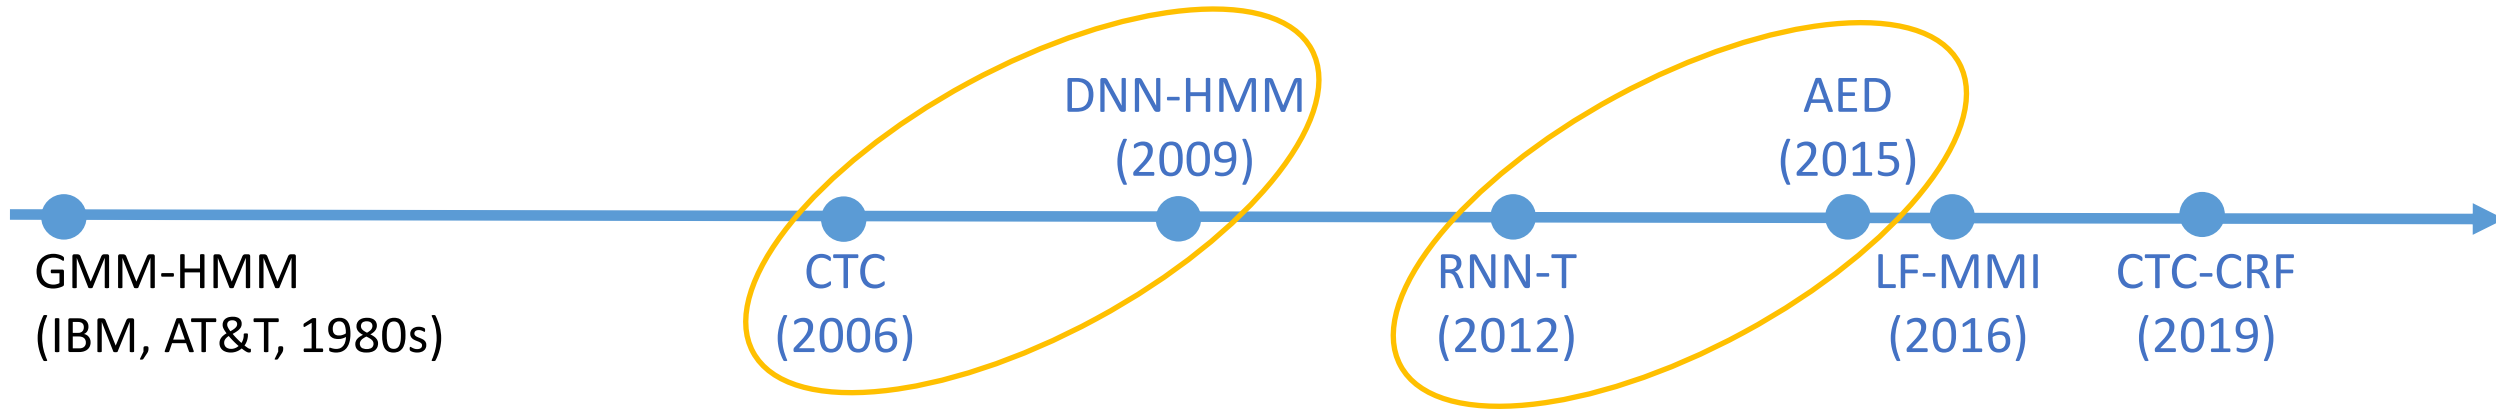 GMM-HMM
(IBM, AT&T, 1980s)
CTC
(2006)
DNN-HMM
(2009)
RNN-T
(2012)
AED
(2015)
LF-MMI
(2016)
CTC-CRF
(2019)